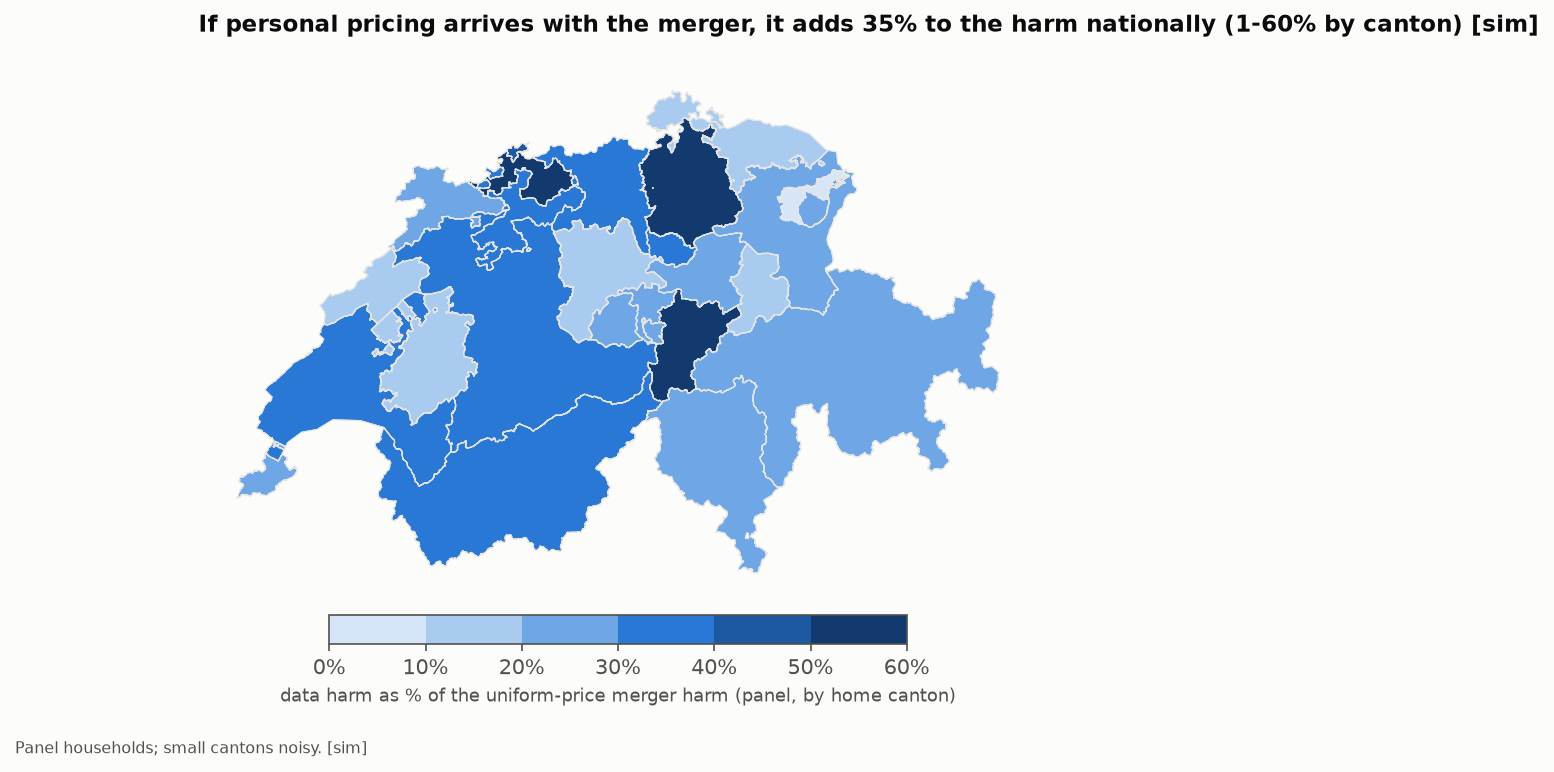 If personal pricing arrives with the merger, it adds 35% to the harm nationally (1-60% by canton) [sim]
0% 10% 20% 30% 40% 50% 60%
data harm as % of the uniform-price merger harm (panel, by home canton)
Panel households; small cantons noisy. [sim]